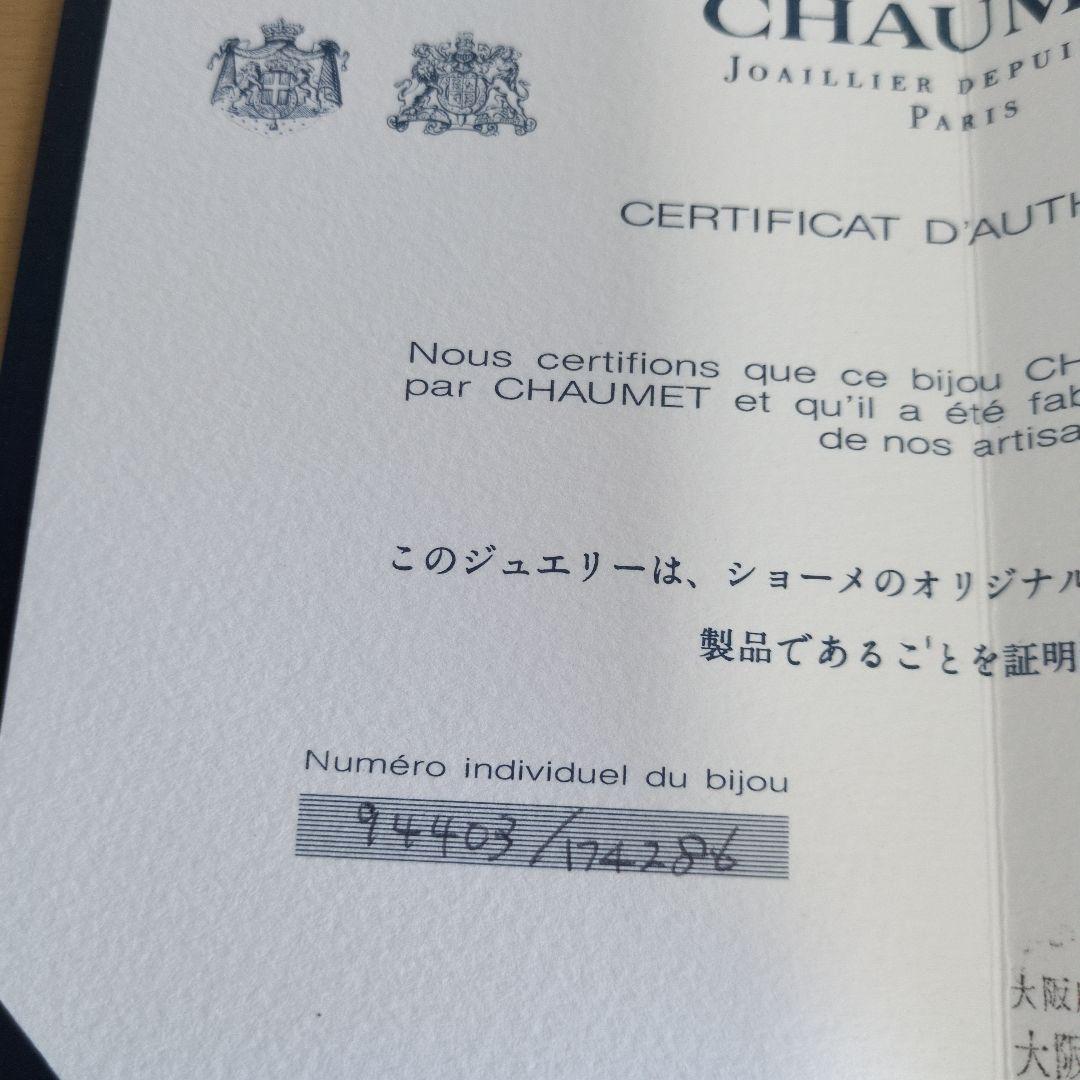 CHAUM
JOAILLIER DEPUI
PARIS
CERTIFICAT D'AUTH
Nous certifions que ce bijou CH
par CHAUMET et qu'il a été fab
de nos artisa
このジュエリーは、ショーメのオリジナル
製品であることを証明
Numéro individuel du bijou
94403/174286
大阪
大阪